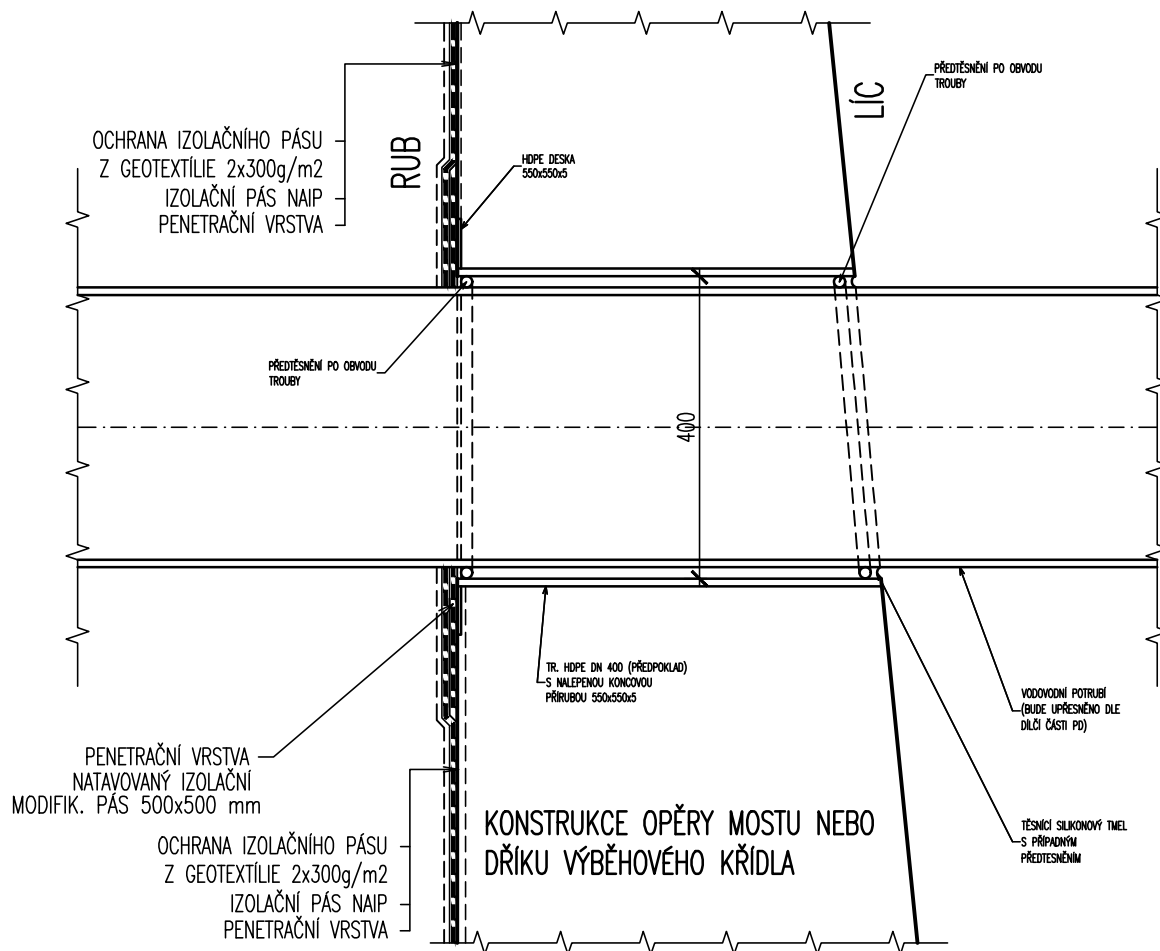 PŘEDTĚSNĚNÍ PO OBVODU
TROUBY
LÍC
OCHRANA IZOLAČNÍHO PÁSU
Z GEOTEXTÍLIE 2x300g/m2
IZOLAČNÍ PÁS NAIP
PENETRAČNÍ VRSTVA
RUB
HDPE DESKA
550x550x5
PŘEDTĚSNĚNÍ PO OBVODU
TROUBY
400
TR. HDPE DN 400 (PŘEDPOKLAD)
S NALEPENOU KONCOVOU
PŘÍRUBOU 550x550x5
VODOVODNÍ POTRUBÍ
(BUDE UPŘESNĚNO DLE
DÍLČÍ ČÁSTI PD)
PENETRAČNÍ VRSTVA
NATAVOVANÝ IZOLAČNÍ
MODIFIK. PÁS 500x500 mm
OCHRANA IZOLAČNÍHO PÁSU
Z GEOTEXTÍLIE 2x300g/m2
IZOLAČNÍ PÁS NAIP
PENETRAČNÍ VRSTVA
KONSTRUKCE OPĚRY MOSTU NEBO
DŘÍKU VÝBĚHOVÉHO KŘÍDLA
TĚSNÍCÍ SILIKONOVÝ TMEL
S PŘÍPADNÝM
PŘEDTESNĚNÍM